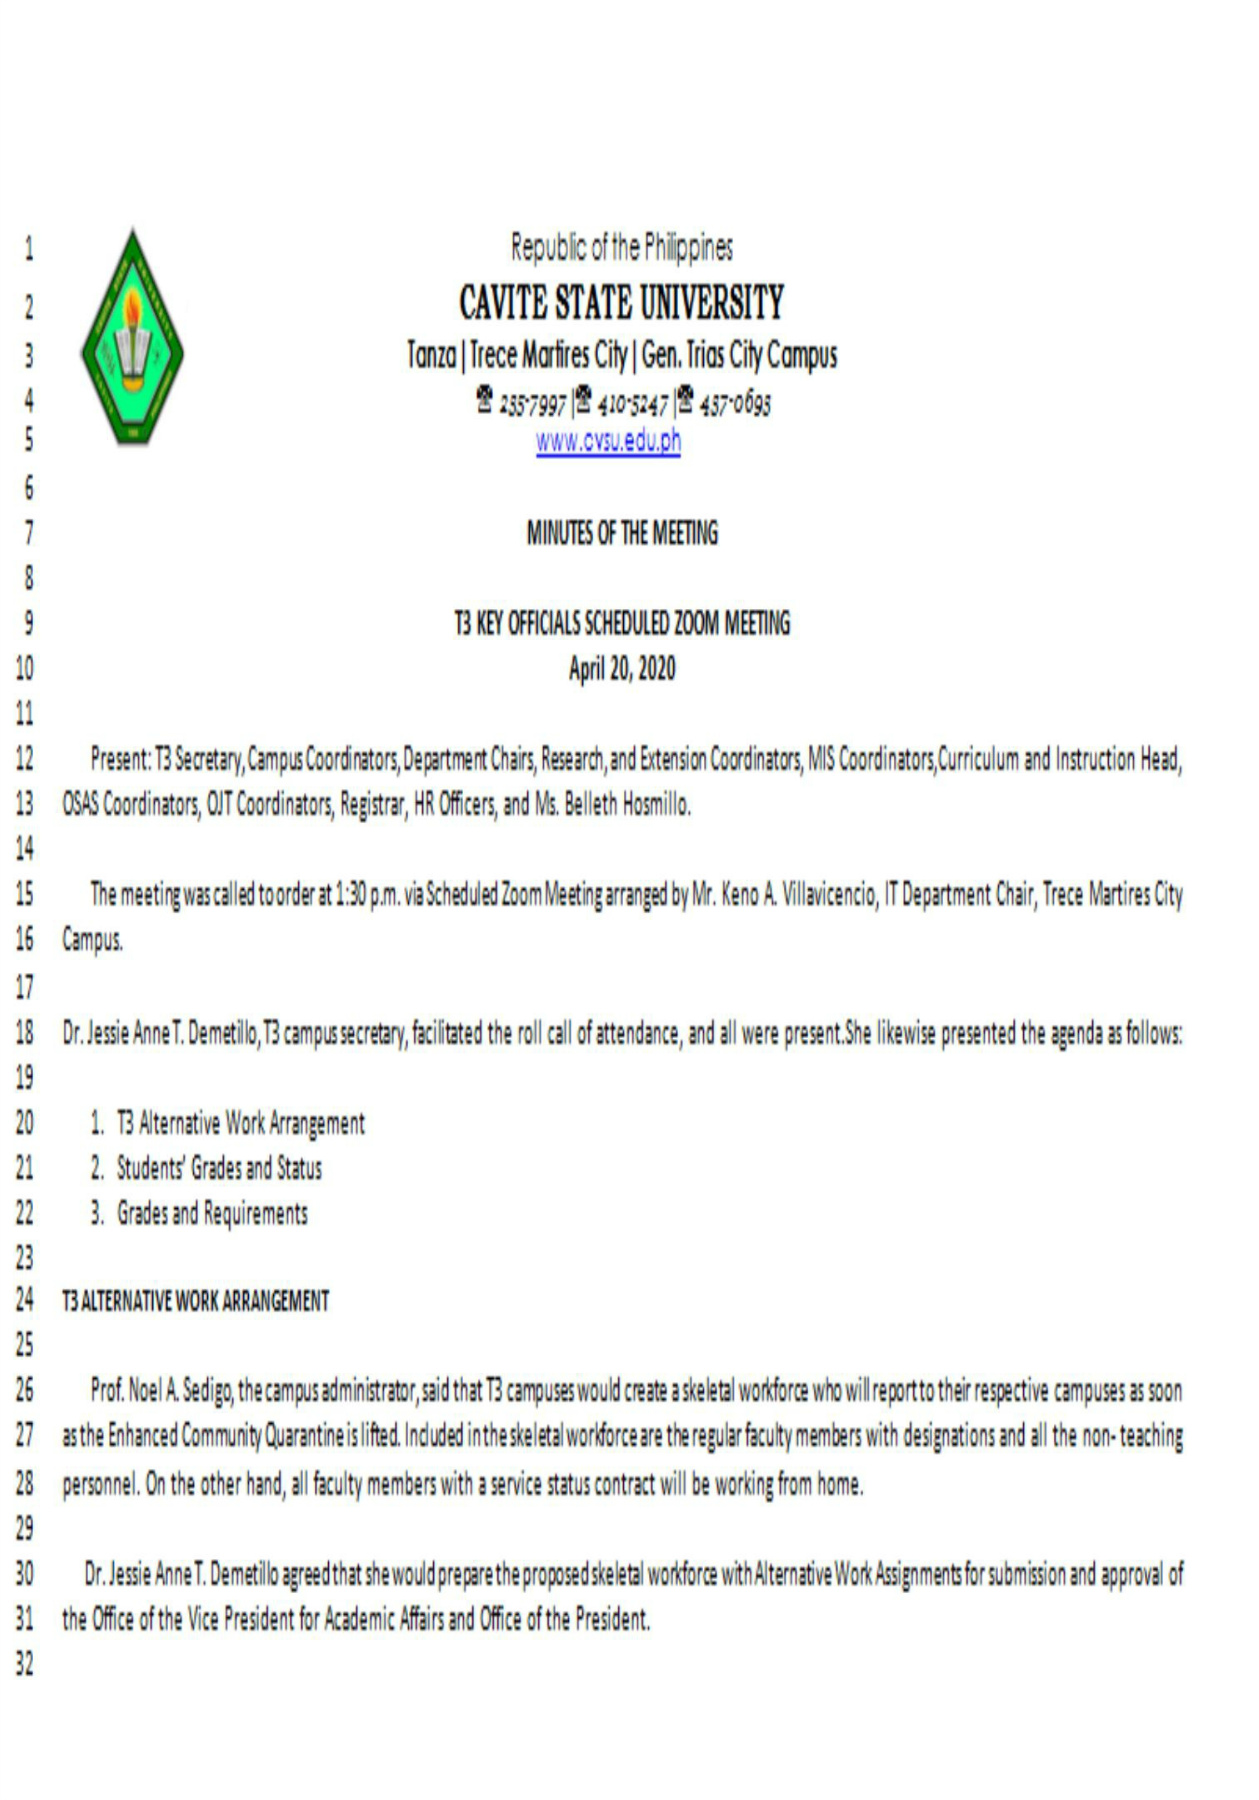 1 Republic of the Philippines
2 CAVITE STATE UNIVERSITY
3 Tanza | Trece Martires City | Gen. Trias City Campus
4 ☎ 255-7997 |☎ 410-5247 |☎ 457-0695
5 www.cvsu.edu.ph
6
7 MINUTES OF THE MEETING
8
9 T3 KEY OFFICIALS SCHEDULED ZOOM MEETING
10 April 20, 2020
11
12 Present: T3 Secretary, Campus Coordinators, Department Chairs, Research, and Extension Coordinators, MIS Coordinators,Curriculum and Instruction Head,
13 OSAS Coordinators, OJT Coordinators, Registrar, HR Officers, and Ms. Belleth Hosmillo.
14
15 The meeting was called to order at 1:30 p.m. via Scheduled Zoom Meeting arranged by Mr. Keno A. Villavicencio, IT Department Chair, Trece Martires City
16 Campus.
17
18 Dr. Jessie Anne T. Demetillo, T3 campus secretary, facilitated the roll call of attendance, and all were present.She likewise presented the agenda as follows:
19
20 1. T3 Alternative Work Arrangement
21 2. Students’ Grades and Status
22 3. Grades and Requirements
23
24 T3 ALTERNATIVE WORK ARRANGEMENT
25
26 Prof. Noel A. Sedigo, the campus administrator, said that T3 campuses would create a skeletal workforce who will report to their respective campuses as soon
27 as the Enhanced Community Quarantine is lifted. Included in the skeletal workforce are the regular faculty members with designations and all the non- teaching
28 personnel. On the other hand, all faculty members with a service status contract will be working from home.
29
30 Dr. Jessie Anne T. Demetillo agreed that she would prepare the proposed skeletal workforce with Alternative Work Assignments for submission and approval of
31 the Office of the Vice President for Academic Affairs and Office of the President.
32